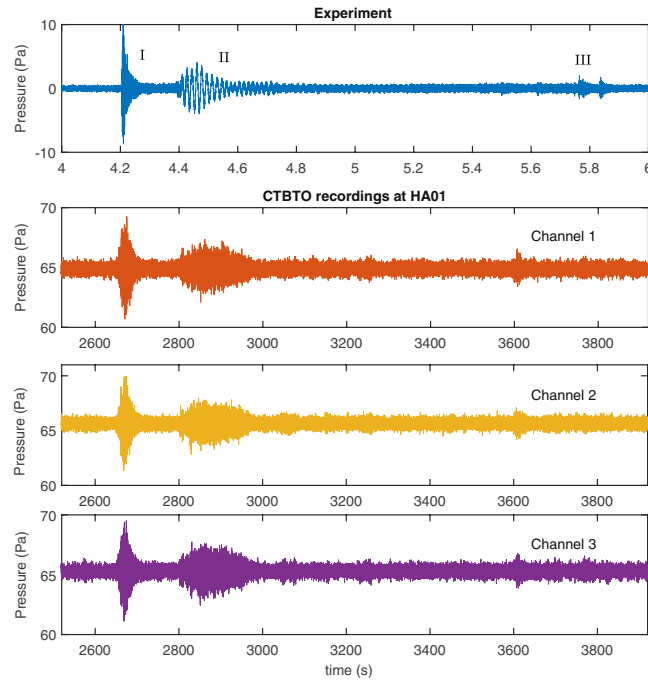 Experiment
Pressure (Pa)
10
0
-10
I
II
III
4 4.2 4.4 4.6 4.8 5 5.2 5.4 5.6 5.8 6
CTBTO recordings at HA01
Pressure (Pa)
70
65
60
Channel 1
2600 2800 3000 3200 3400 3600 3800
Pressure (Pa)
70
65
60
Channel 2
2600 2800 3000 3200 3400 3600 3800
Pressure (Pa)
70
65
60
Channel 3
2600 2800 3000 3200 3400 3600 3800
time (s)